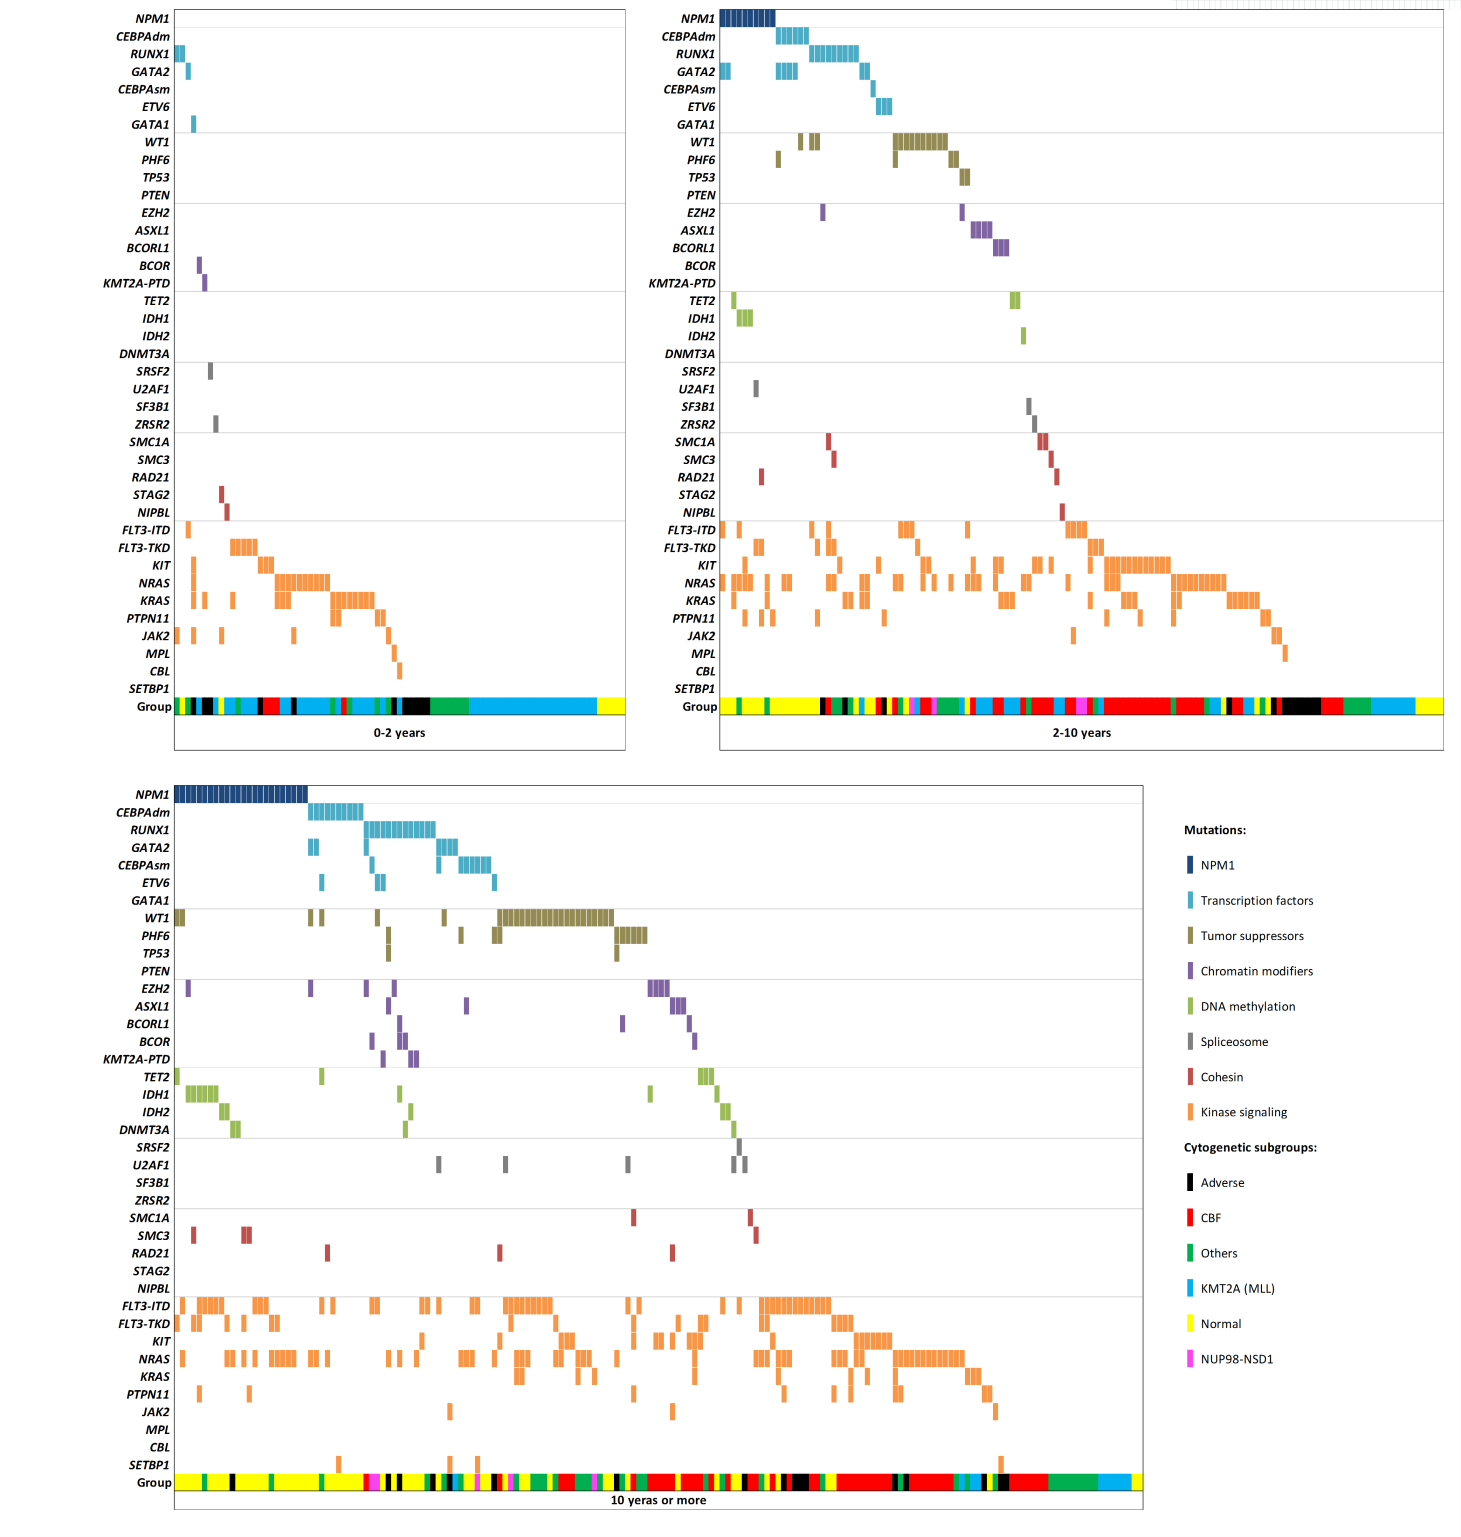 NPM1
CEBPAdm
RUNX1
GATA2
CEBPAsm
ETV6
GATA1
WT1
PHF6
TP53
PTEN
EZH2
ASXL1
BCORL1
BCOR
KMT2A-PTD
TET2
IDH1
IDH2
DNMT3A
SRSF2
U2AF1
SF3B1
ZRSR2
SMC1A
SMC3
RAD21
STAG2
NIPBL
FLT3-ITD
FLT3-TKD
KIT
NRAS
KRAS
PTPN11
JAK2
MPL
CBL
SETBP1
Group
0-2 years
NPM1
CEBPAdm
RUNX1
GATA2
CEBPAsm
ETV6
GATA1
WT1
PHF6
TP53
PTEN
EZH2
ASXL1
BCORL1
BCOR
KMT2A-PTD
TET2
IDH1
IDH2
DNMT3A
SRSF2
U2AF1
SF3B1
ZRSR2
SMC1A
SMC3
RAD21
STAG2
NIPBL
FLT3-ITD
FLT3-TKD
KIT
NRAS
KRAS
PTPN11
JAK2
MPL
CBL
SETBP1
Group
2-10 years
NPM1
CEBPAdm
RUNX1
GATA2
CEBPAsm
ETV6
GATA1
WT1
PHF6
TP53
PTEN
EZH2
ASXL1
BCORL1
BCOR
KMT2A-PTD
TET2
IDH1
IDH2
DNMT3A
SRSF2
U2AF1
SF3B1
ZRSR2
SMC1A
SMC3
RAD21
STAG2
NIPBL
FLT3-ITD
FLT3-TKD
KIT
NRAS
KRAS
PTPN11
JAK2
MPL
CBL
SETBP1
Group
10 yeras or more
Mutations:
NPM1
Transcription factors
Tumor suppressors
Chromatin modifiers
DNA methylation
Spliceosome
Cohesin
Kinase signaling
Cytogenetic subgroups:
Adverse
CBF
Others
KMT2A (MLL)
Normal
NUP98-NSD1